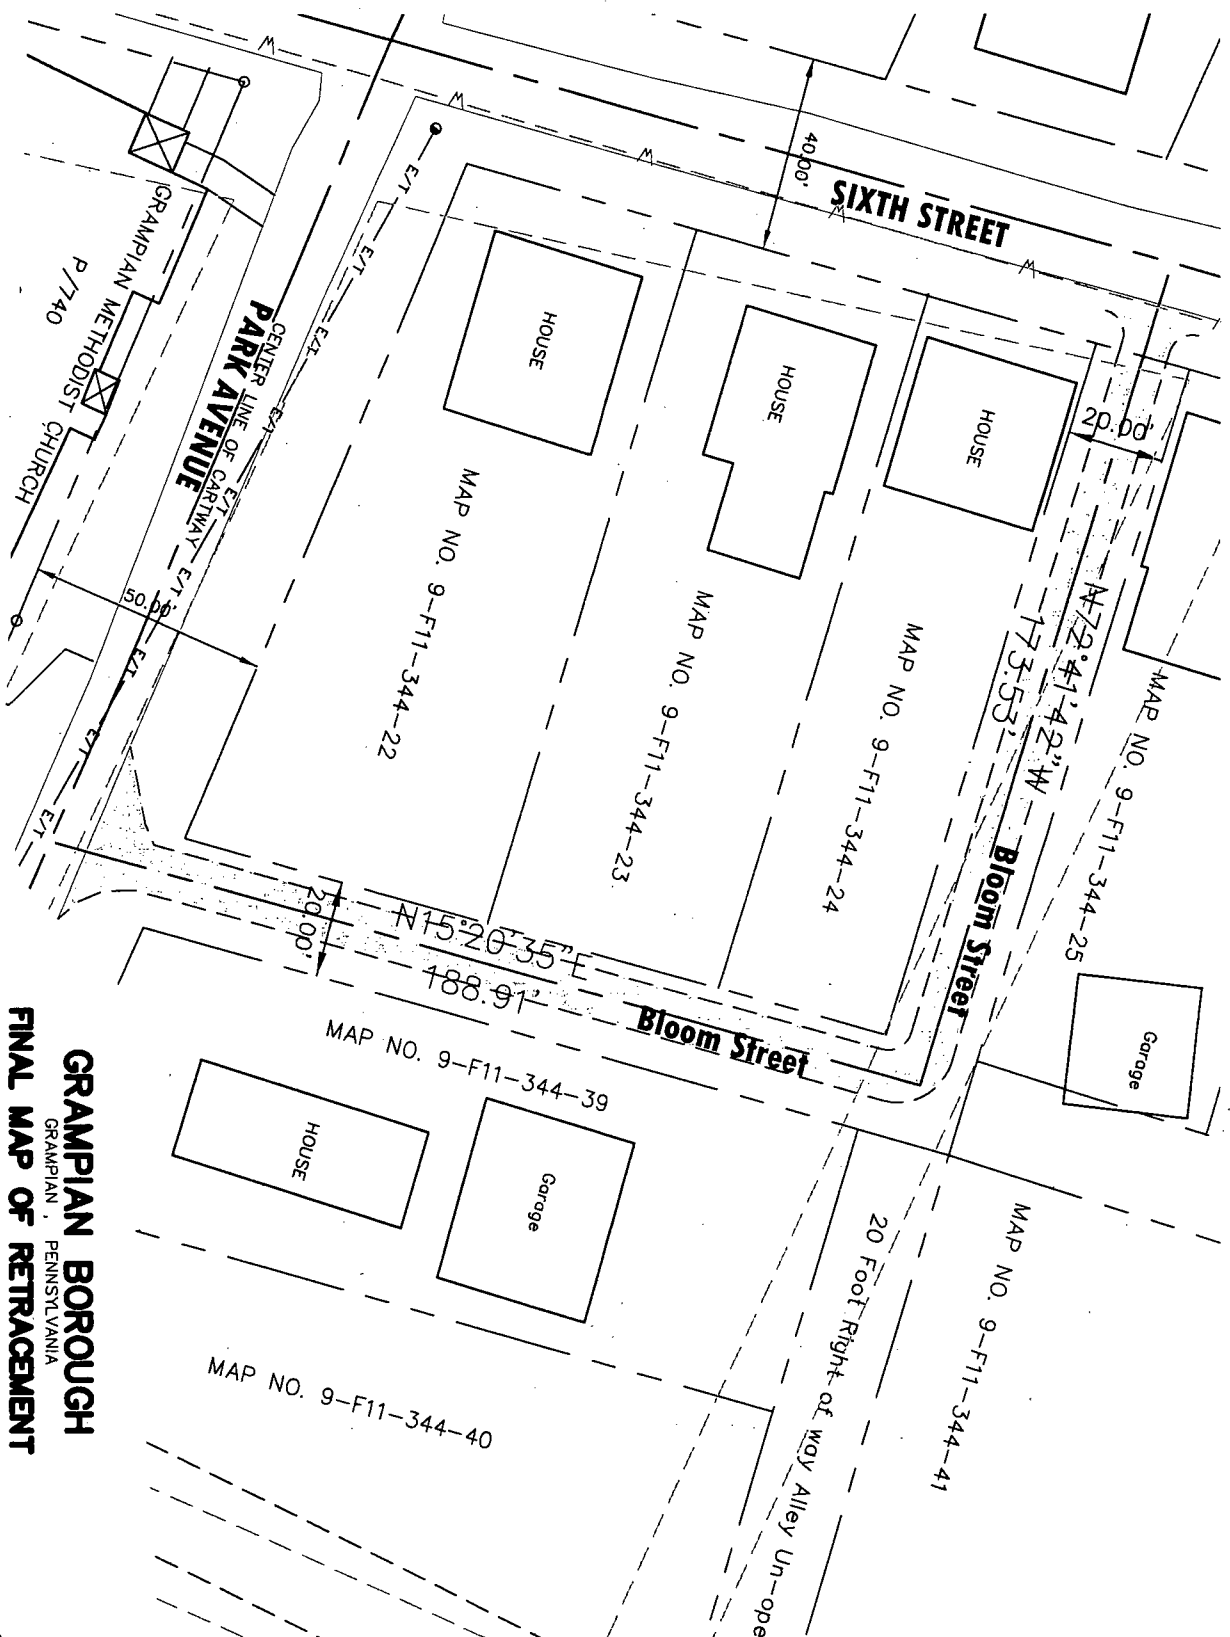 SIXTH STREET
40.00'
W
W
W
W
W
HOUSE
HOUSE
HOUSE
20.00'
N72°41'42"W
173.53'
Bloom Street
MAP NO. 9-F11-344-25
Garage
MAP NO. 9-F11-344-24
MAP NO. 9-F11-344-23
MAP NO. 9-F11-344-22
E/T
E/T
E/T
E/T
E/T
E/T
E/T
E/T
E/T
CENTER LINE OF CARTWAY
PARK AVENUE
50.00'
GRAMPIAN METHODIST CHURCH
P/740
20.00'
N15°20'35"E
188.91'
Bloom Street
MAP NO. 9-F11-344-39
HOUSE
Garage
MAP NO. 9-F11-344-40
20 Foot Right of way Alley Un-ope
MAP NO. 9-F11-344-41
GRAMPIAN BOROUGH
GRAMPIAN , PENNSYLVANIA
FINAL MAP OF RETRACEMENT